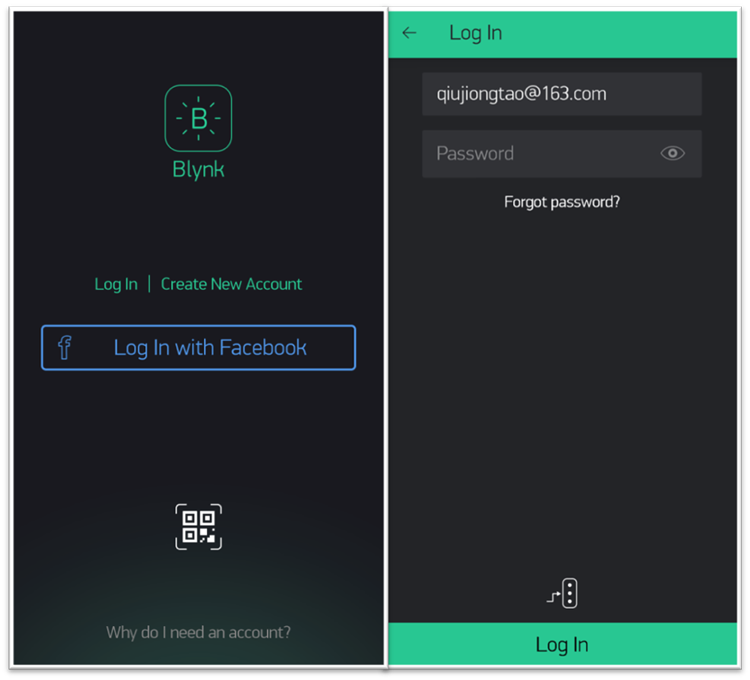 B
Blynk
Log In | Create New Account
Log In with Facebook
Why do I need an account?
Log In
qiujiongtao@163.com
Password
Forgot password?
Log In